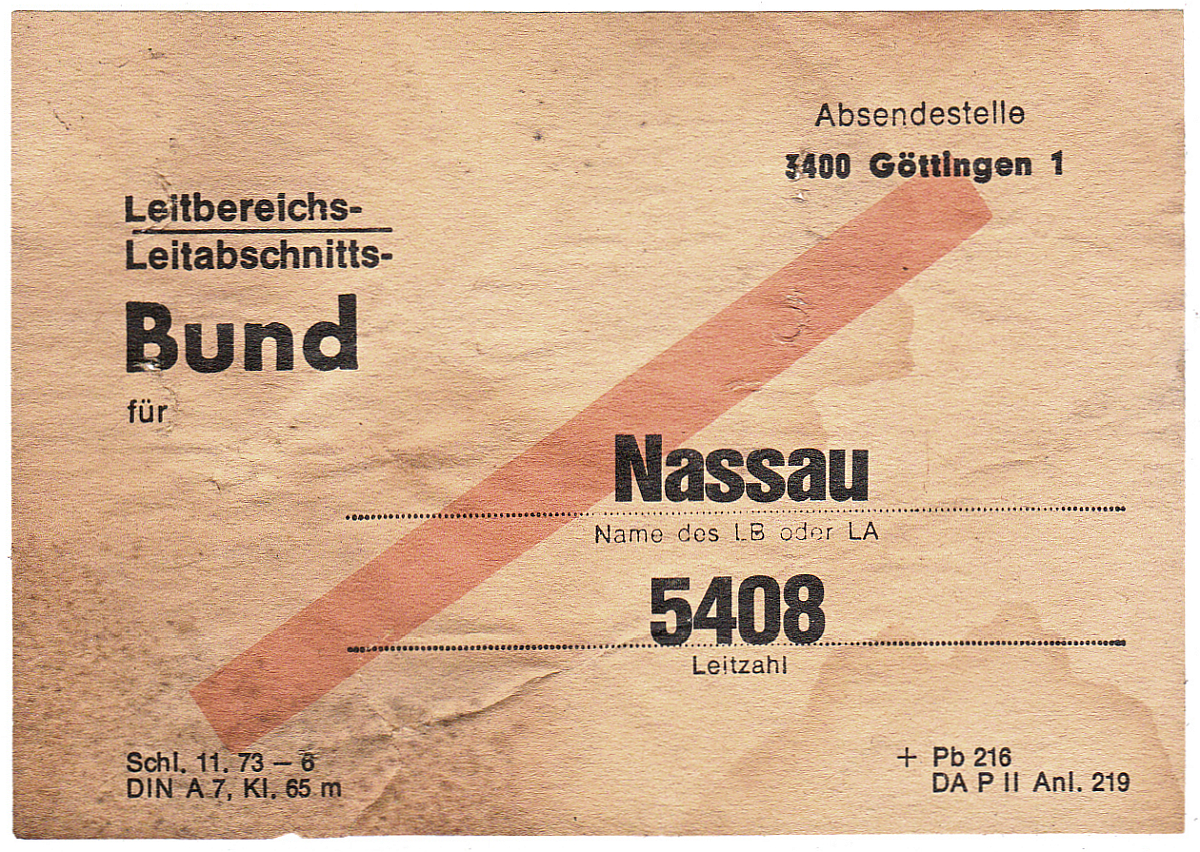 Absendestelle
3400 Göttingen 1
Leitbereichs-
Leitabschnitts-
Bund
für
Nassau
Name des LB oder LA
5408
Leitzahl
Schl. 11. 73 – 6
DIN A 7, Kl. 65 m
+ Pb 216
DA P II Anl. 219